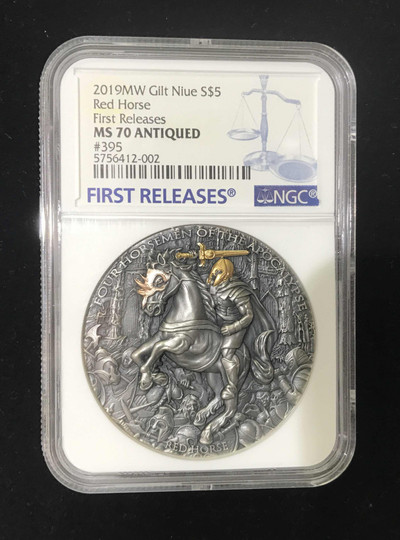 2019MW Gilt Niue S$5
Red Horse
First Releases
MS 70 ANTIQUED
#395
5756412-002
FIRST RELEASES®
NGC®
FOUR HORSEMEN OF THE APOCALYPSE
RED HORSE